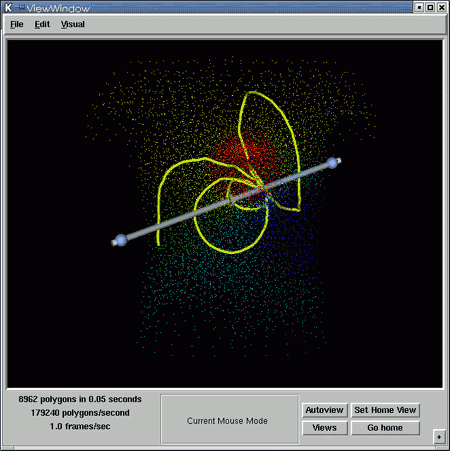 K ViewWindow
File Edit Visual
8962 polygons in 0.05 seconds
179240 polygons/second
1.0 frames/sec
Current Mouse Mode
Autoview Set Home View
Views Go home
+